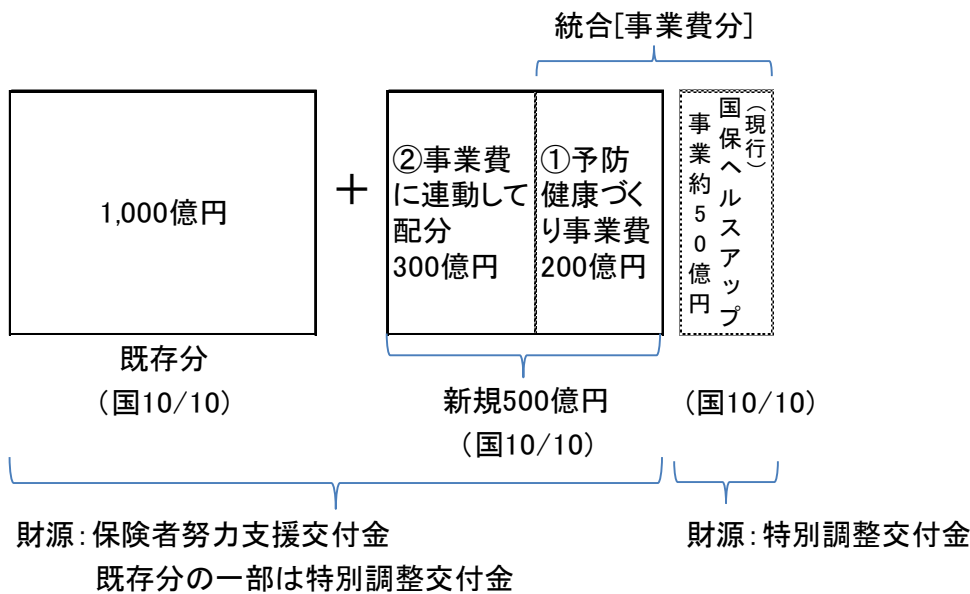 統合[事業費分]
1,000億円
＋
②事業費
に連動して
配分
300億円
①予防
健康づく
り事業費
200億円
（現行）
国保ヘルスアップ
事業約50億円
既存分
（国10/10）
新規500億円
（国10/10）
（国10/10）
財源：保険者努力支援交付金
既存分の一部は特別調整交付金
財源：特別調整交付金